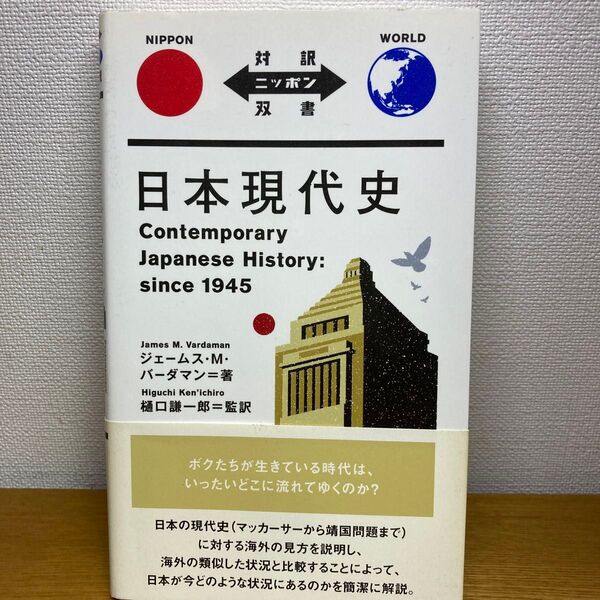 NIPPON
WORLD
対訳
ニッポン
双書
日本現代史
Contemporary
Japanese History:
since 1945
James M. Vardaman
ジェームス・M・
バーダマン=著
Higuchi Ken'ichiro
樋口謙一郎=監訳
ボクたちが生きている時代は、
いったいどこに流れてゆくのか?
日本の現代史(マッカーサーから靖国問題まで)
に対する海外の見方を説明し、
海外の類似した状況と比較することによって、
日本が今どのような状況にあるのかを簡潔に解説。